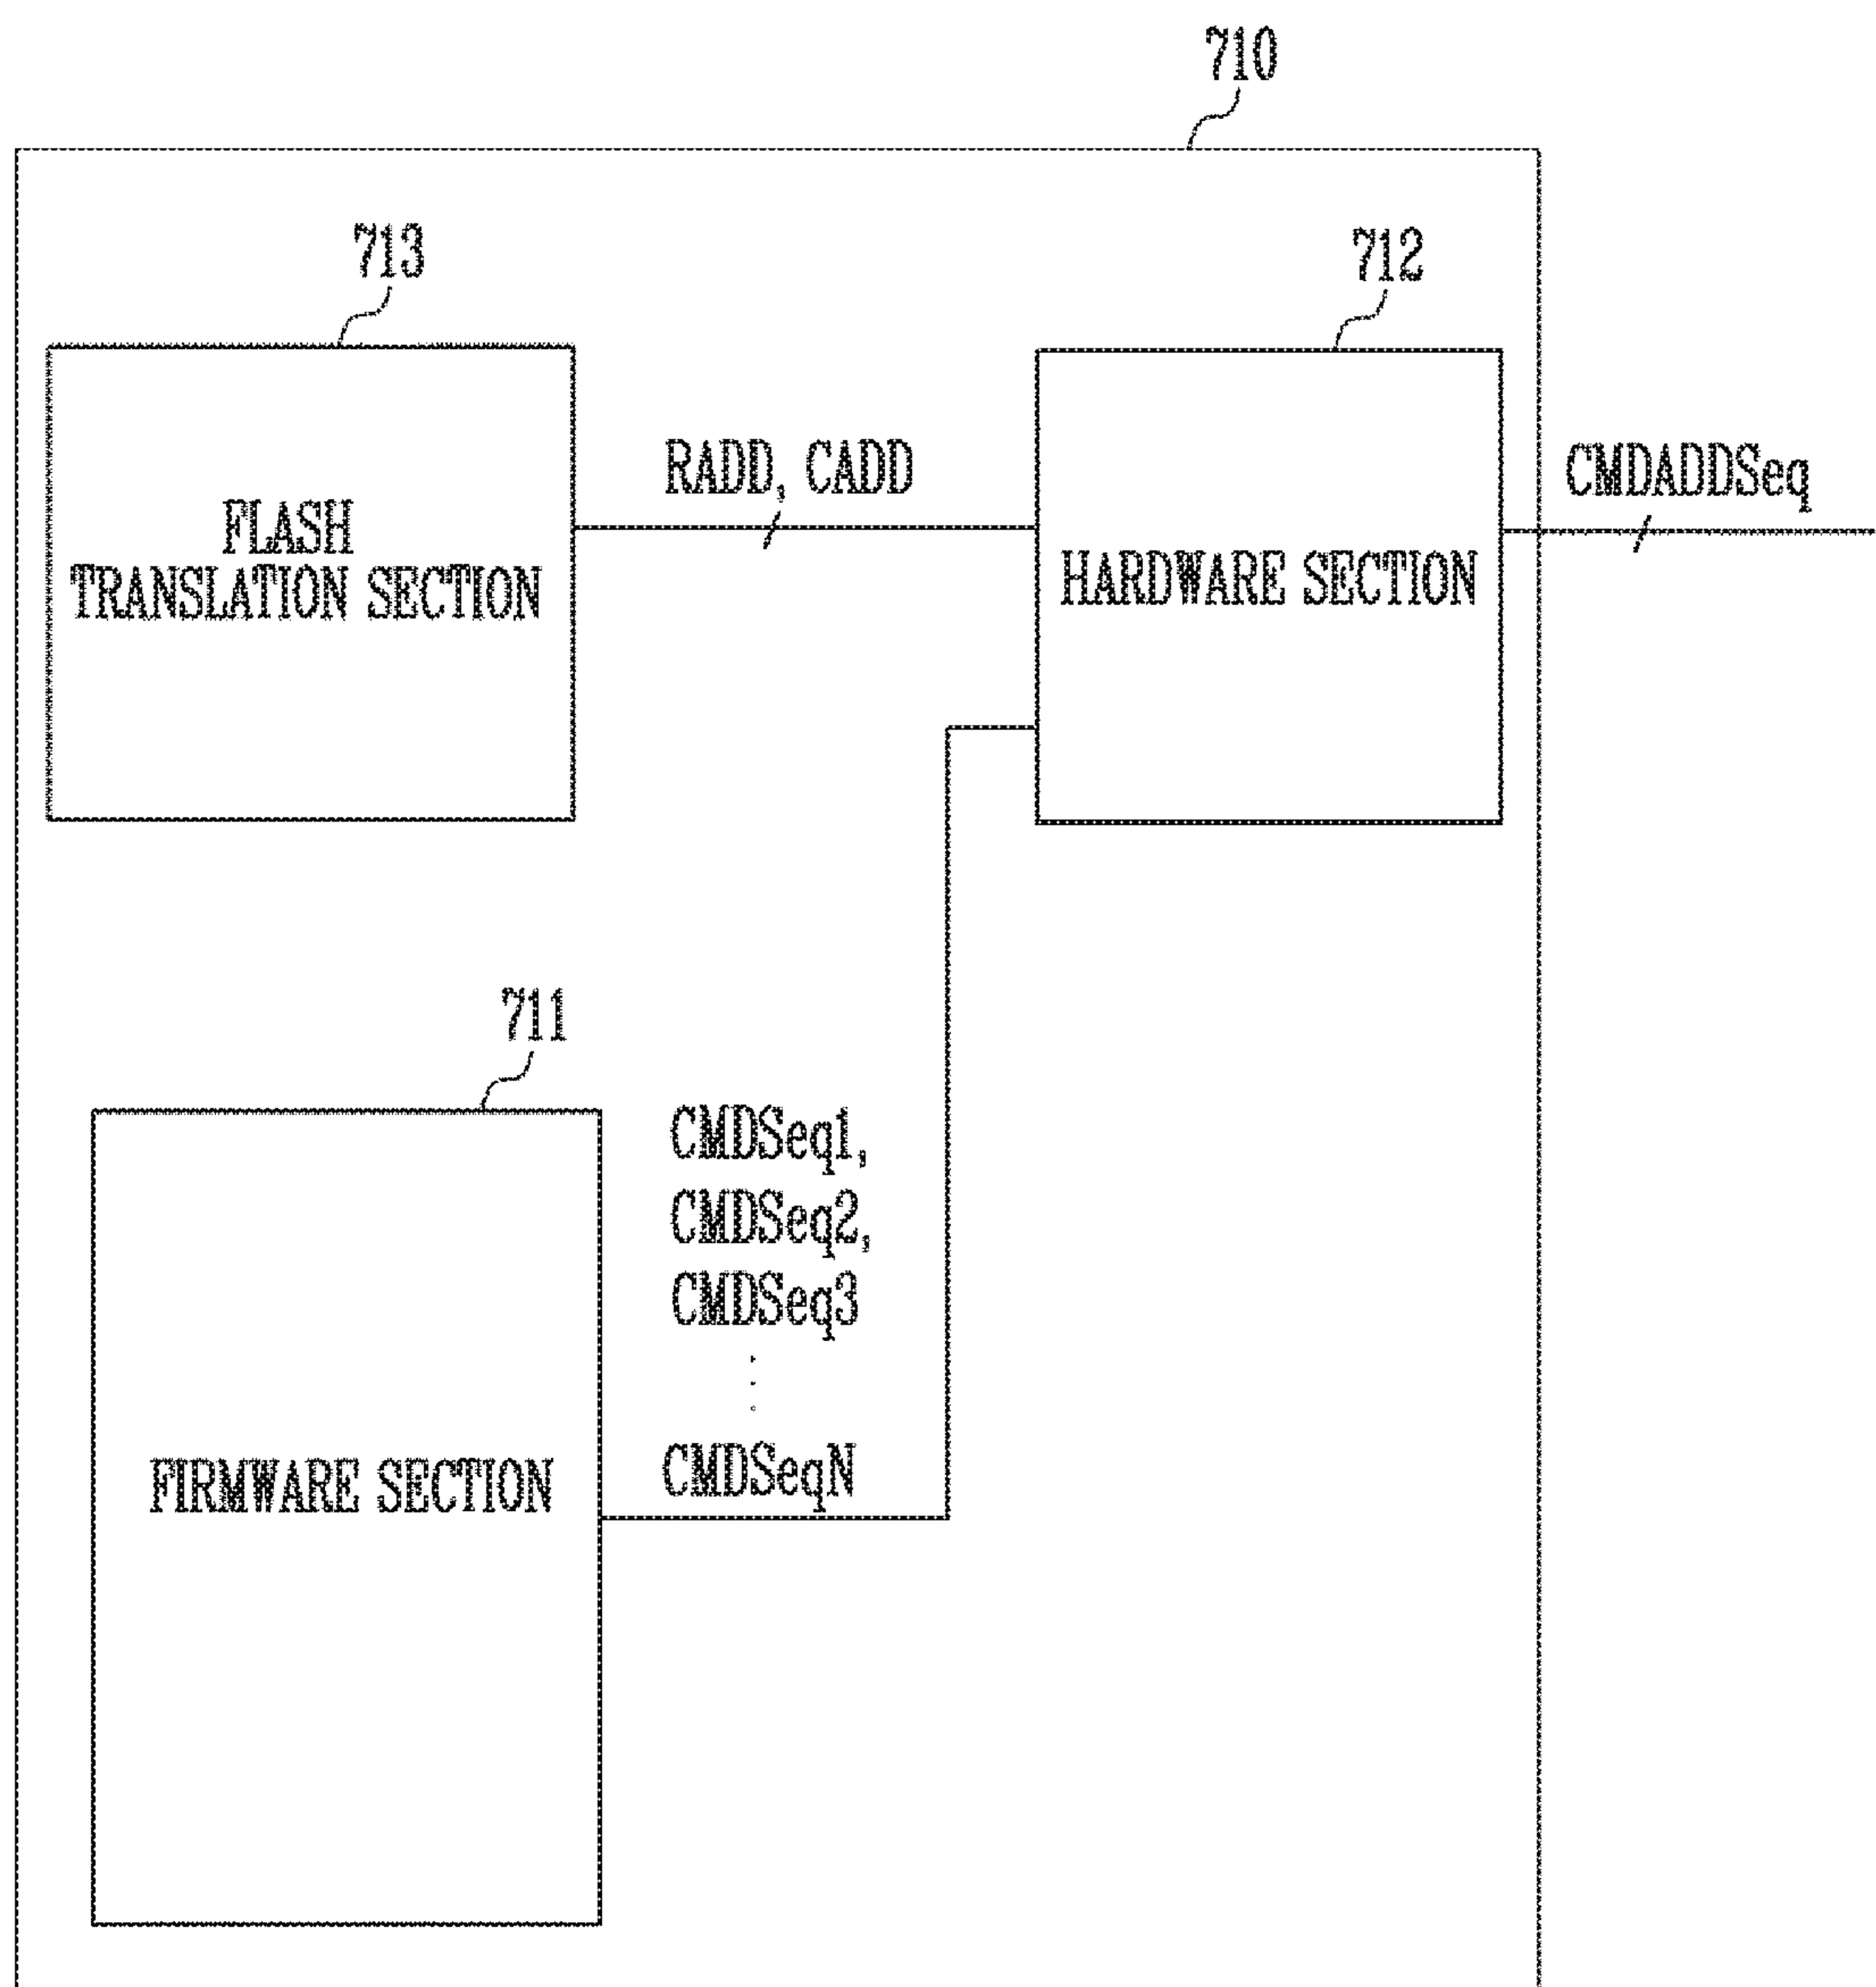 710
713
712
FLASH
TRANSLATION SECTION
RADD, CADD
HARDWARE SECTION
CMDADDSeq
711
FIRMWARE SECTION
CMDSeq1,
CMDSeq2,
CMDSeq3
⋮
CMDSeqN